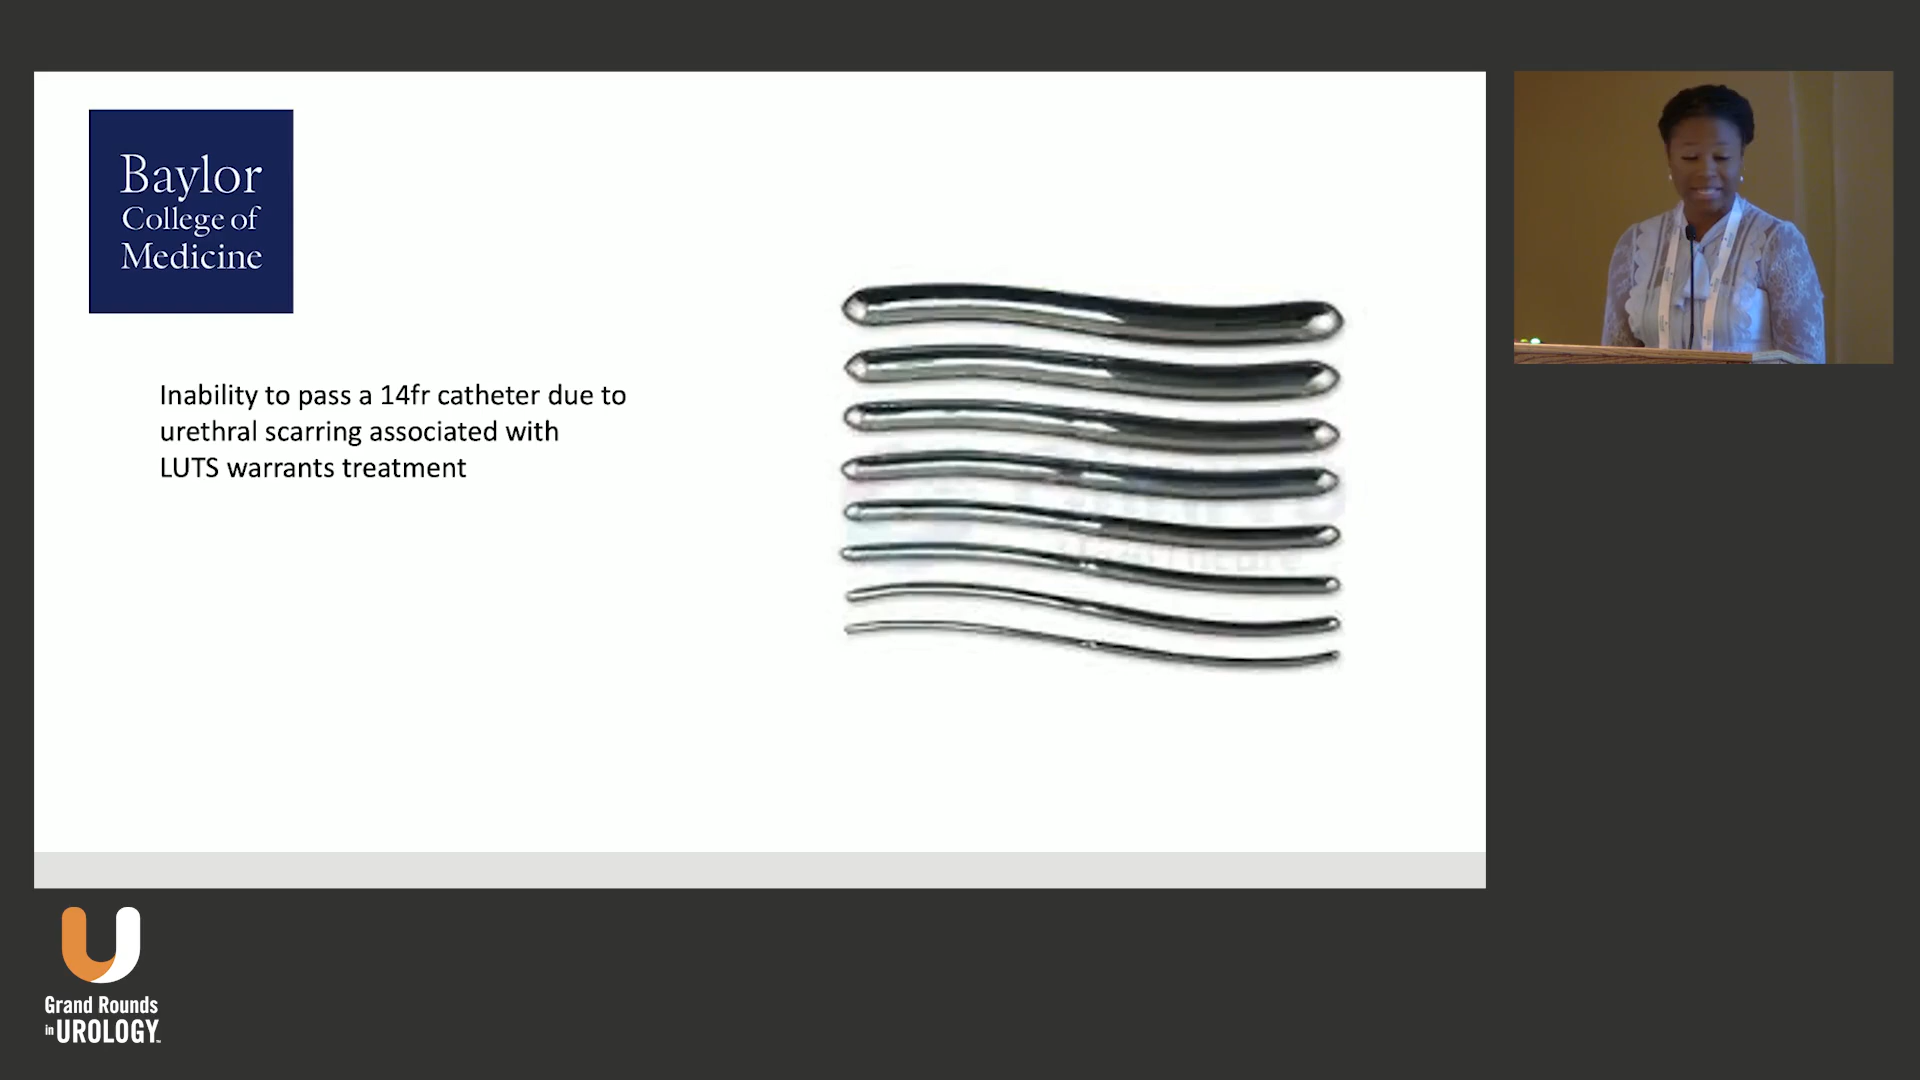 Baylor
College of
Medicine
Inability to pass a 14fr catheter due to
urethral scarring associated with
LUTS warrants treatment
Grand Rounds
in UROLOGY™